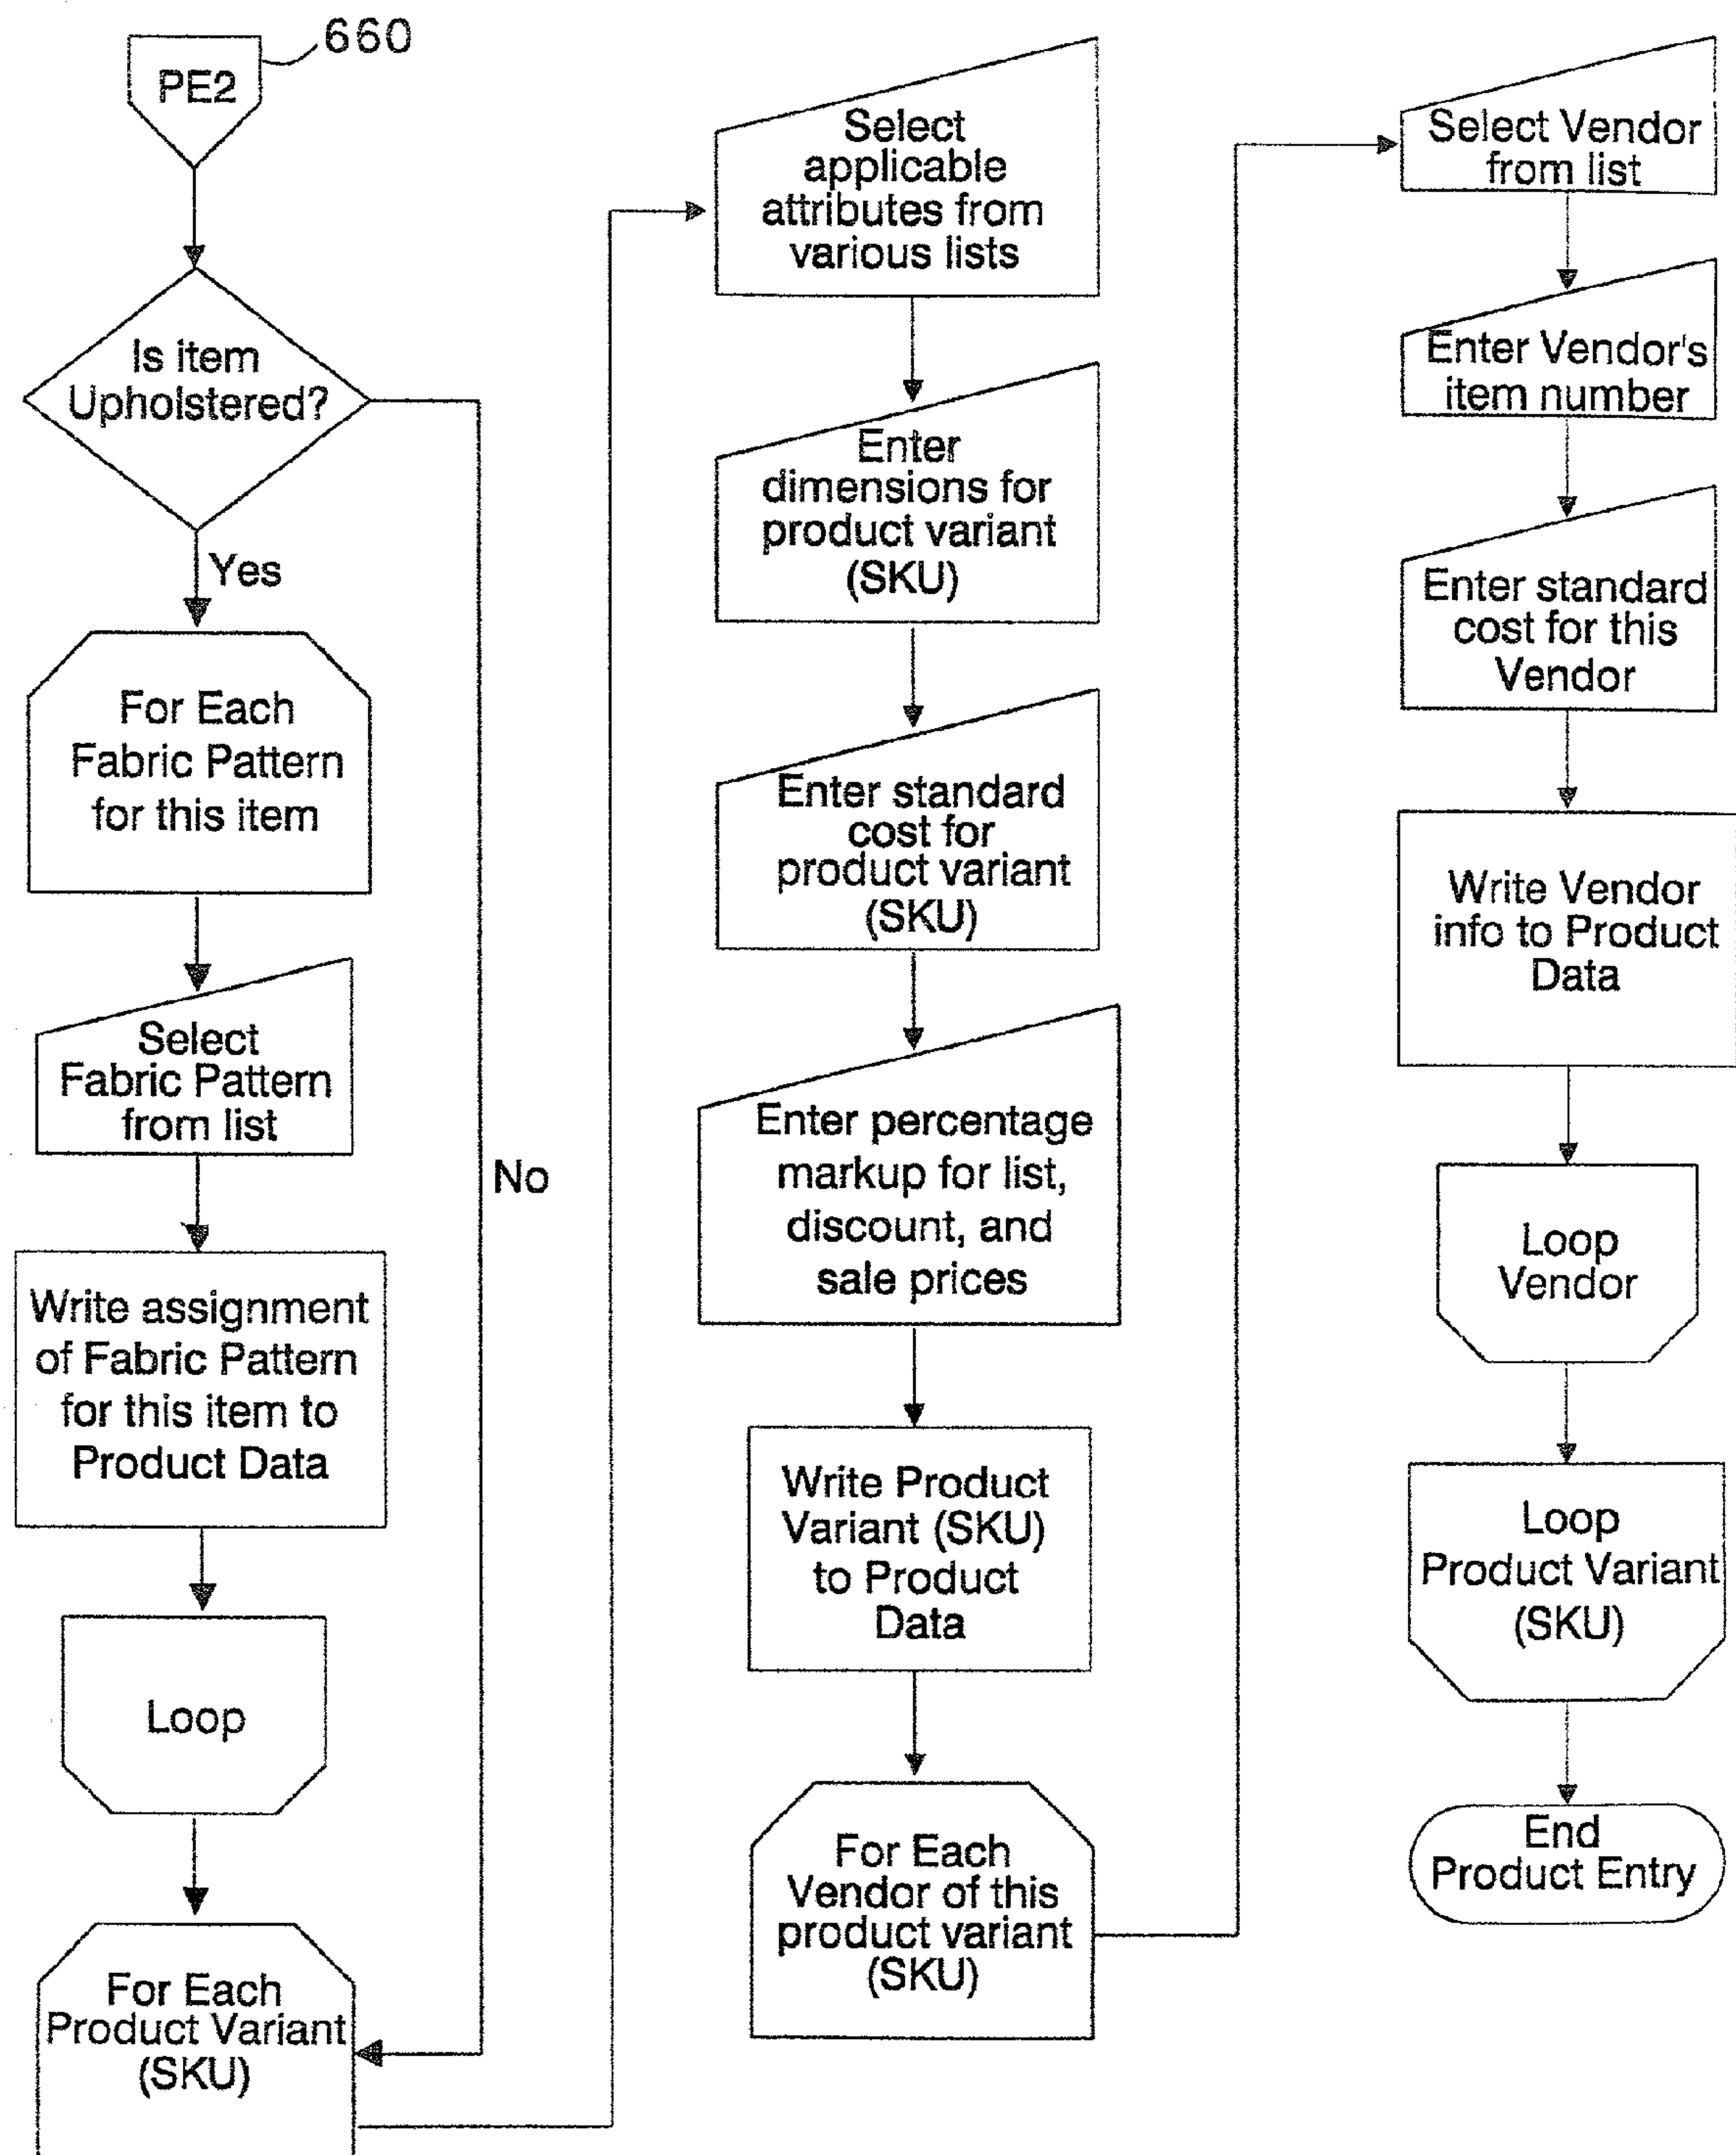 660
PE2
Is item
Upholstered?
Yes
No
For Each
Fabric Pattern
for this item
Select
Fabric Pattern
from list
Write assignment
of Fabric Pattern
for this item to
Product Data
Loop
For Each
Product Variant
(SKU)
Select
applicable
attributes from
various lists
Enter
dimensions for
product variant
(SKU)
Enter standard
cost for
product variant
(SKU)
Enter percentage
markup for list,
discount, and
sale prices
Write Product
Variant (SKU)
to Product
Data
For Each
Vendor of this
product variant
(SKU)
Select Vendor
from list
Enter Vendor's
item number
Enter standard
cost for this
Vendor
Write Vendor
info to Product
Data
Loop
Vendor
Loop
Product Variant
(SKU)
End
Product Entry